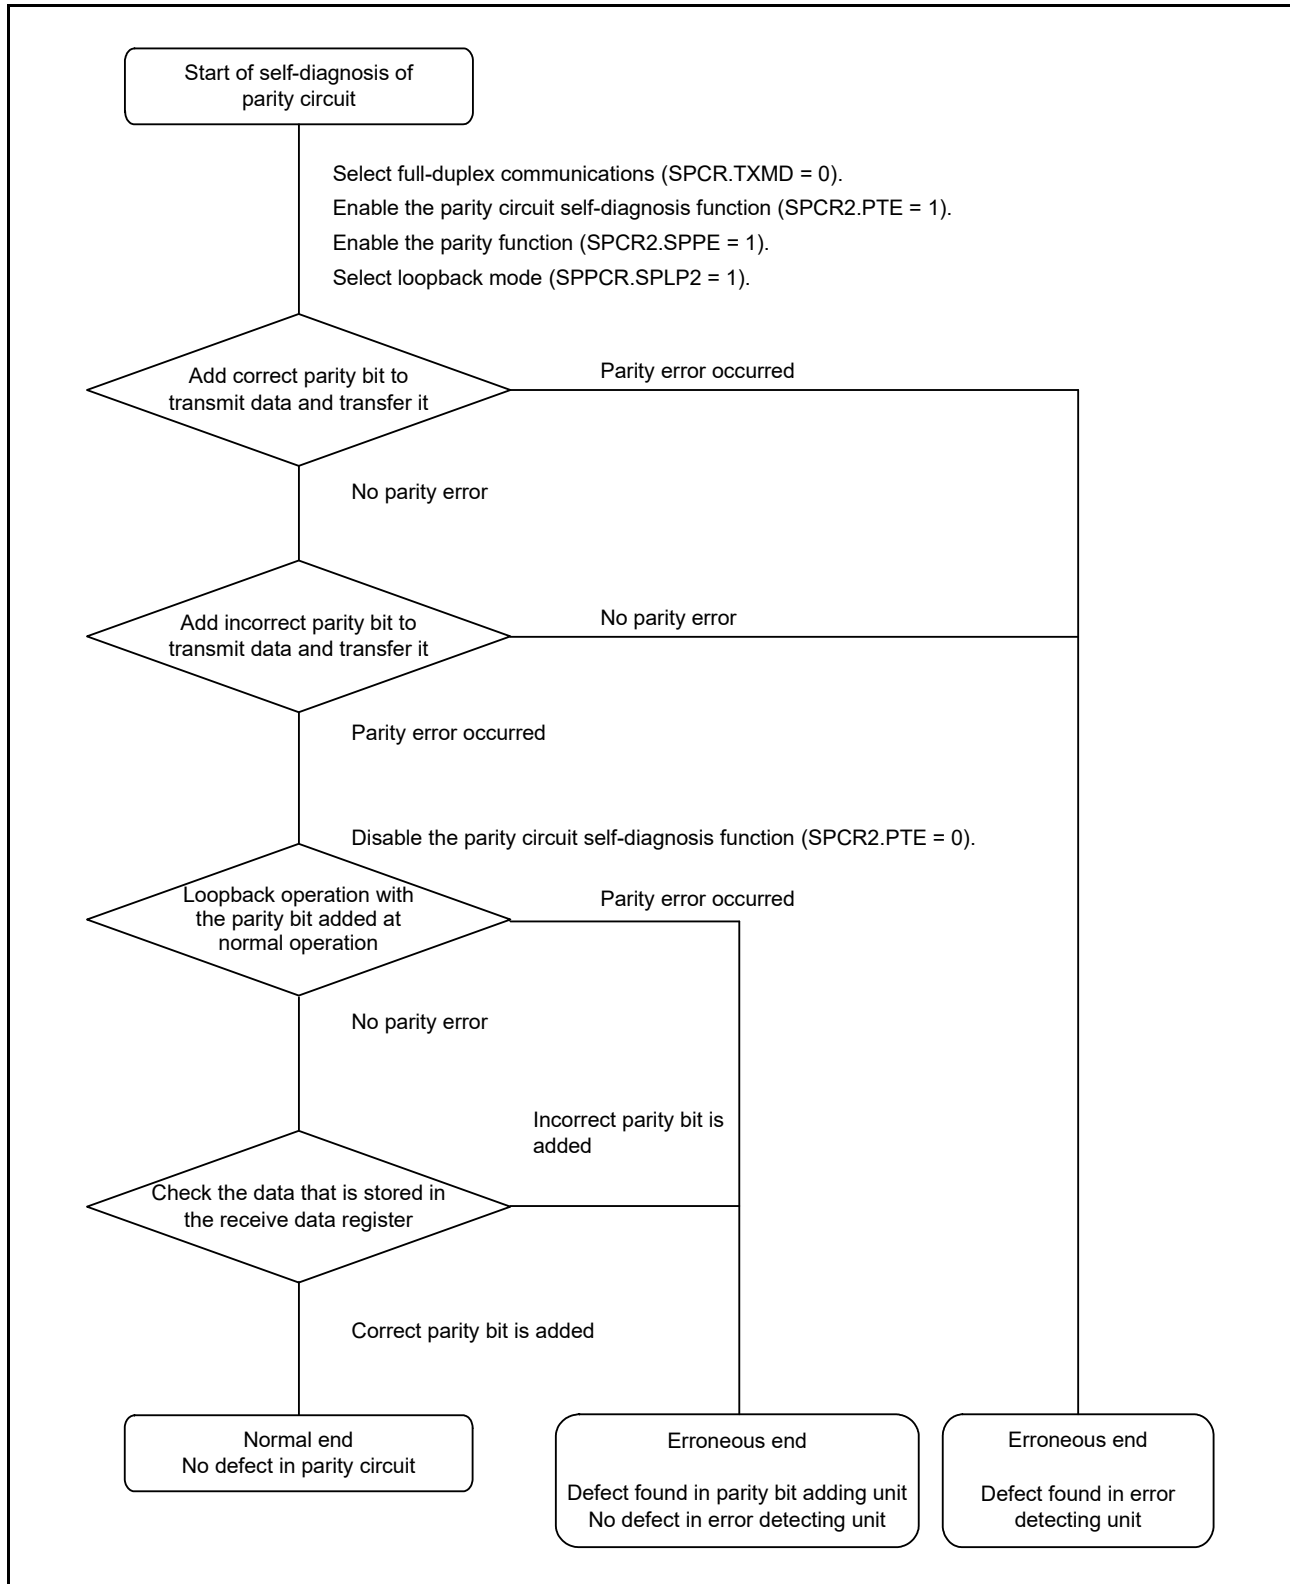 Start of self-diagnosis of
parity circuit
Select full-duplex communications (SPCR.TXMD = 0).
Enable the parity circuit self-diagnosis function (SPCR2.PTE = 1).
Enable the parity function (SPCR2.SPPE = 1).
Select loopback mode (SPPCR.SPLP2 = 1).
Add correct parity bit to
transmit data and transfer it
Parity error occurred
No parity error
Add incorrect parity bit to
transmit data and transfer it
No parity error
Parity error occurred
Disable the parity circuit self-diagnosis function (SPCR2.PTE = 0).
Loopback operation with
the parity bit added at
normal operation
Parity error occurred
No parity error
Incorrect parity bit is
added
Check the data that is stored in
the receive data register
Correct parity bit is added
Normal end
No defect in parity circuit
Erroneous end
Defect found in parity bit adding unit
No defect in error detecting unit
Erroneous end
Defect found in error
detecting unit